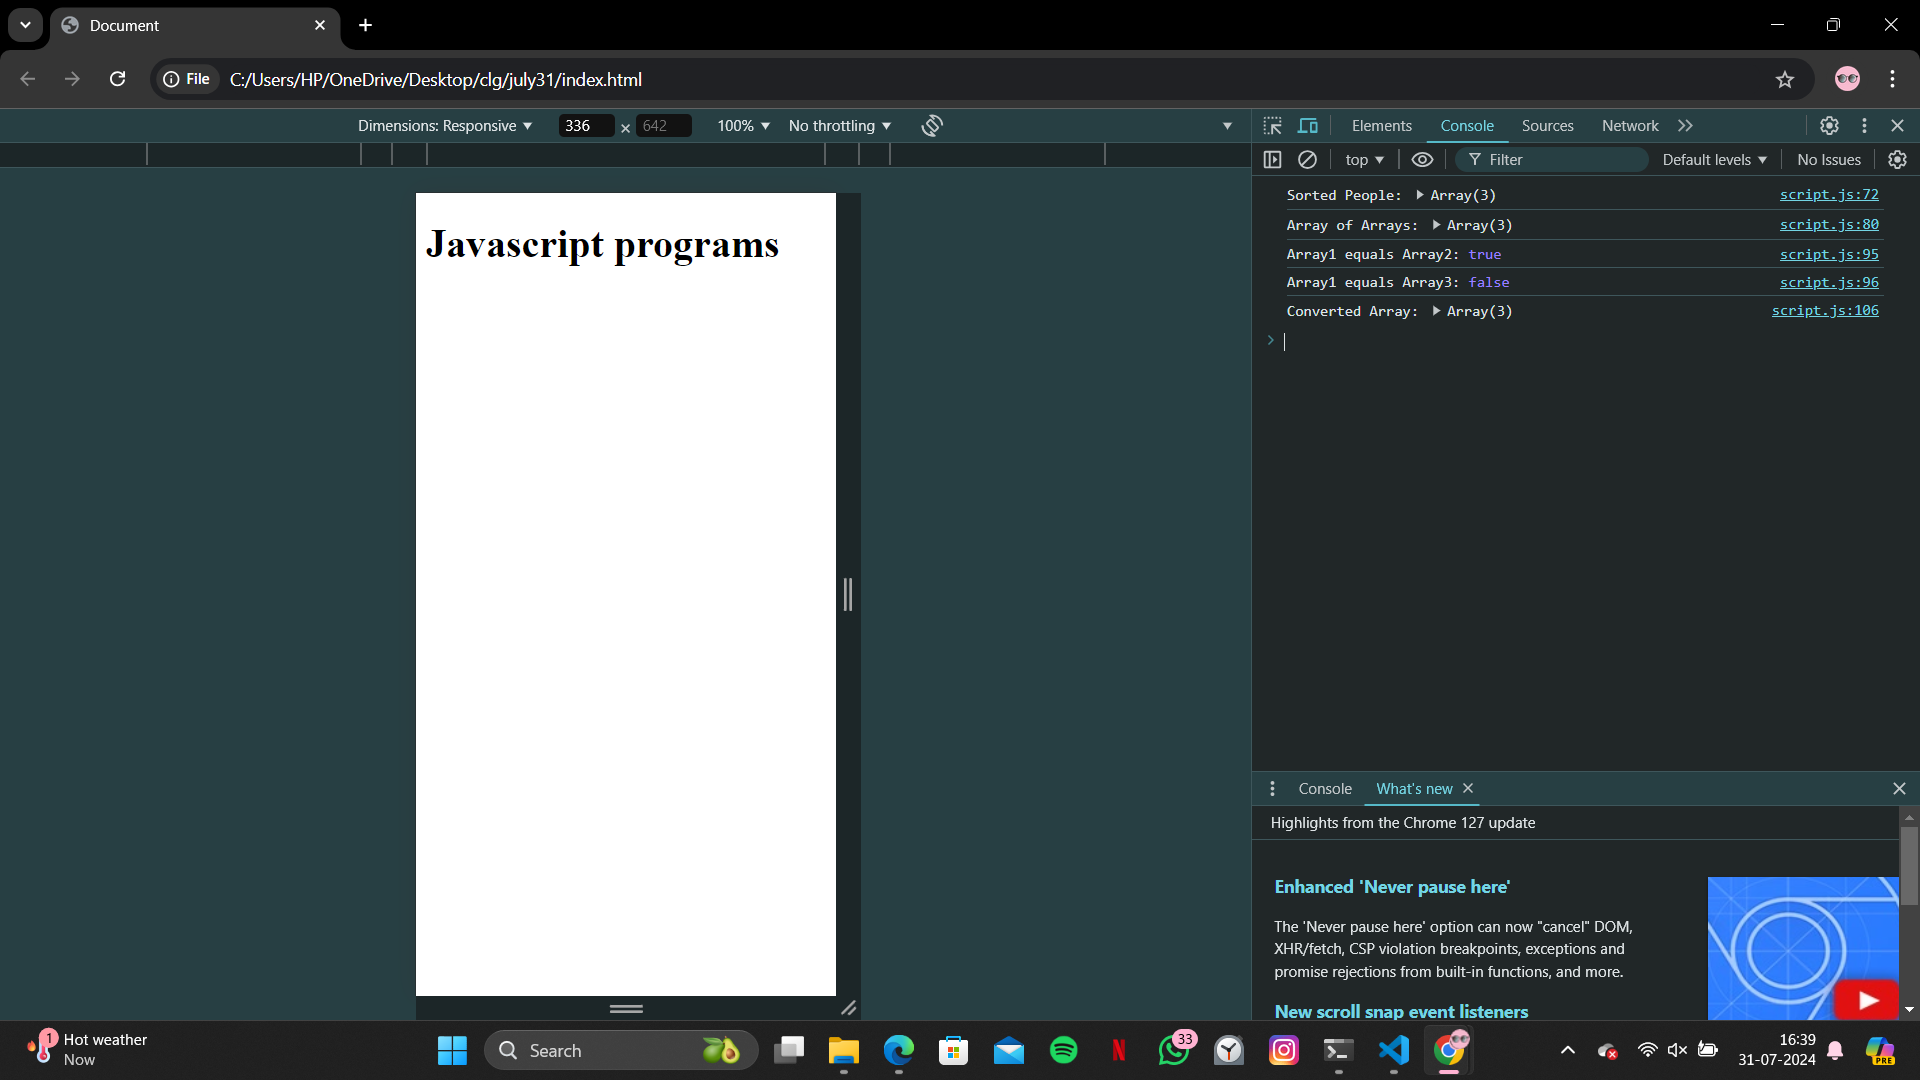 Document
File
C:/Users/HP/OneDrive/Desktop/clg/july31/index.html
Dimensions: Responsive
336 × 642
100%
No throttling
Elements
Console
Sources
Network
top
Filter
Default levels
No Issues
Javascript programs
Sorted People: Array(3) script.js:72
Array of Arrays: Array(3) script.js:80
Array1 equals Array2: true script.js:95
Array1 equals Array3: false script.js:96
Converted Array: Array(3) script.js:106
Console
What's new
Highlights from the Chrome 127 update
Enhanced 'Never pause here'
The 'Never pause here' option can now "cancel" DOM,
XHR/fetch, CSP violation breakpoints, exceptions and
promise rejections from built-in functions, and more.
New scroll snap event listeners
1
Hot weather
Now
Search
33
16:39
31-07-2024
PRE